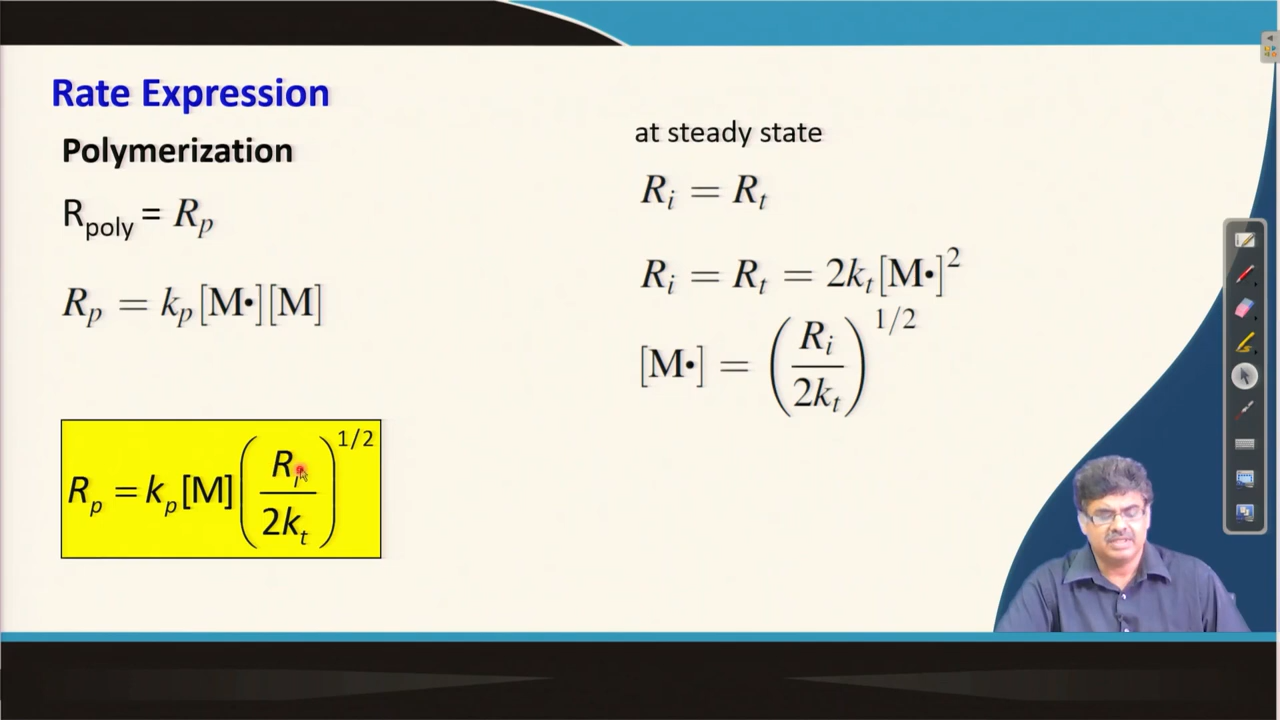 Rate Expression
Polymerization
R_poly = R_p
R_p = k_p[M•][M]
R_p = k_p[M](R_i/2k_t)^1/2
at steady state
R_i = R_t
R_i = R_t = 2k_t[M•]^2
[M•] = (R_i/2k_t)^1/2